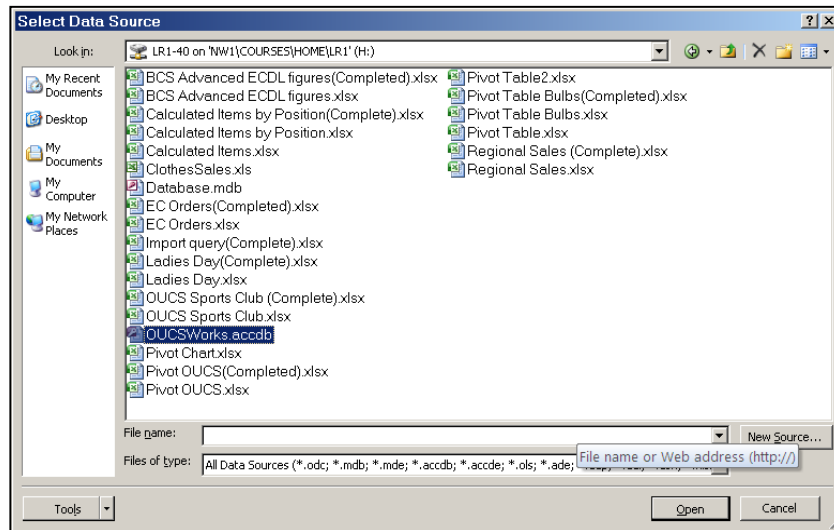 Select Data Source
Look in:
LR1-40 on 'NW1\COURSES\HOME\LR1' (H:)
My Recent
Documents
Desktop
My
Documents
My
Computer
My Network
Places
BCS Advanced ECDL figures(Completed).xlsx
BCS Advanced ECDL figures.xlsx
Calculated Items by Position(Complete).xlsx
Calculated Items by Position.xlsx
Calculated Items.xlsx
ClothesSales.xls
Database.mdb
EC Orders(Completed).xlsx
EC Orders.xlsx
Import query(Complete).xlsx
Ladies Day(Complete).xlsx
Ladies Day.xlsx
OUCS Sports Club (Complete).xlsx
OUCS Sports Club.xlsx
OUCSWorks.accdb
Pivot Chart.xlsx
Pivot OUCS(Completed).xlsx
Pivot OUCS.xlsx
Pivot Table2.xlsx
Pivot Table Bulbs(Completed).xlsx
Pivot Table Bulbs.xlsx
Pivot Table.xlsx
Regional Sales (Complete).xlsx
Regional Sales.xlsx
File name:
New Source...
File name or Web address (http://)
Files of type:
All Data Sources (*.odc; *.mdb; *.mde; *.accdb; *.accde; *.ols; *.ade;
Tools
Open
Cancel